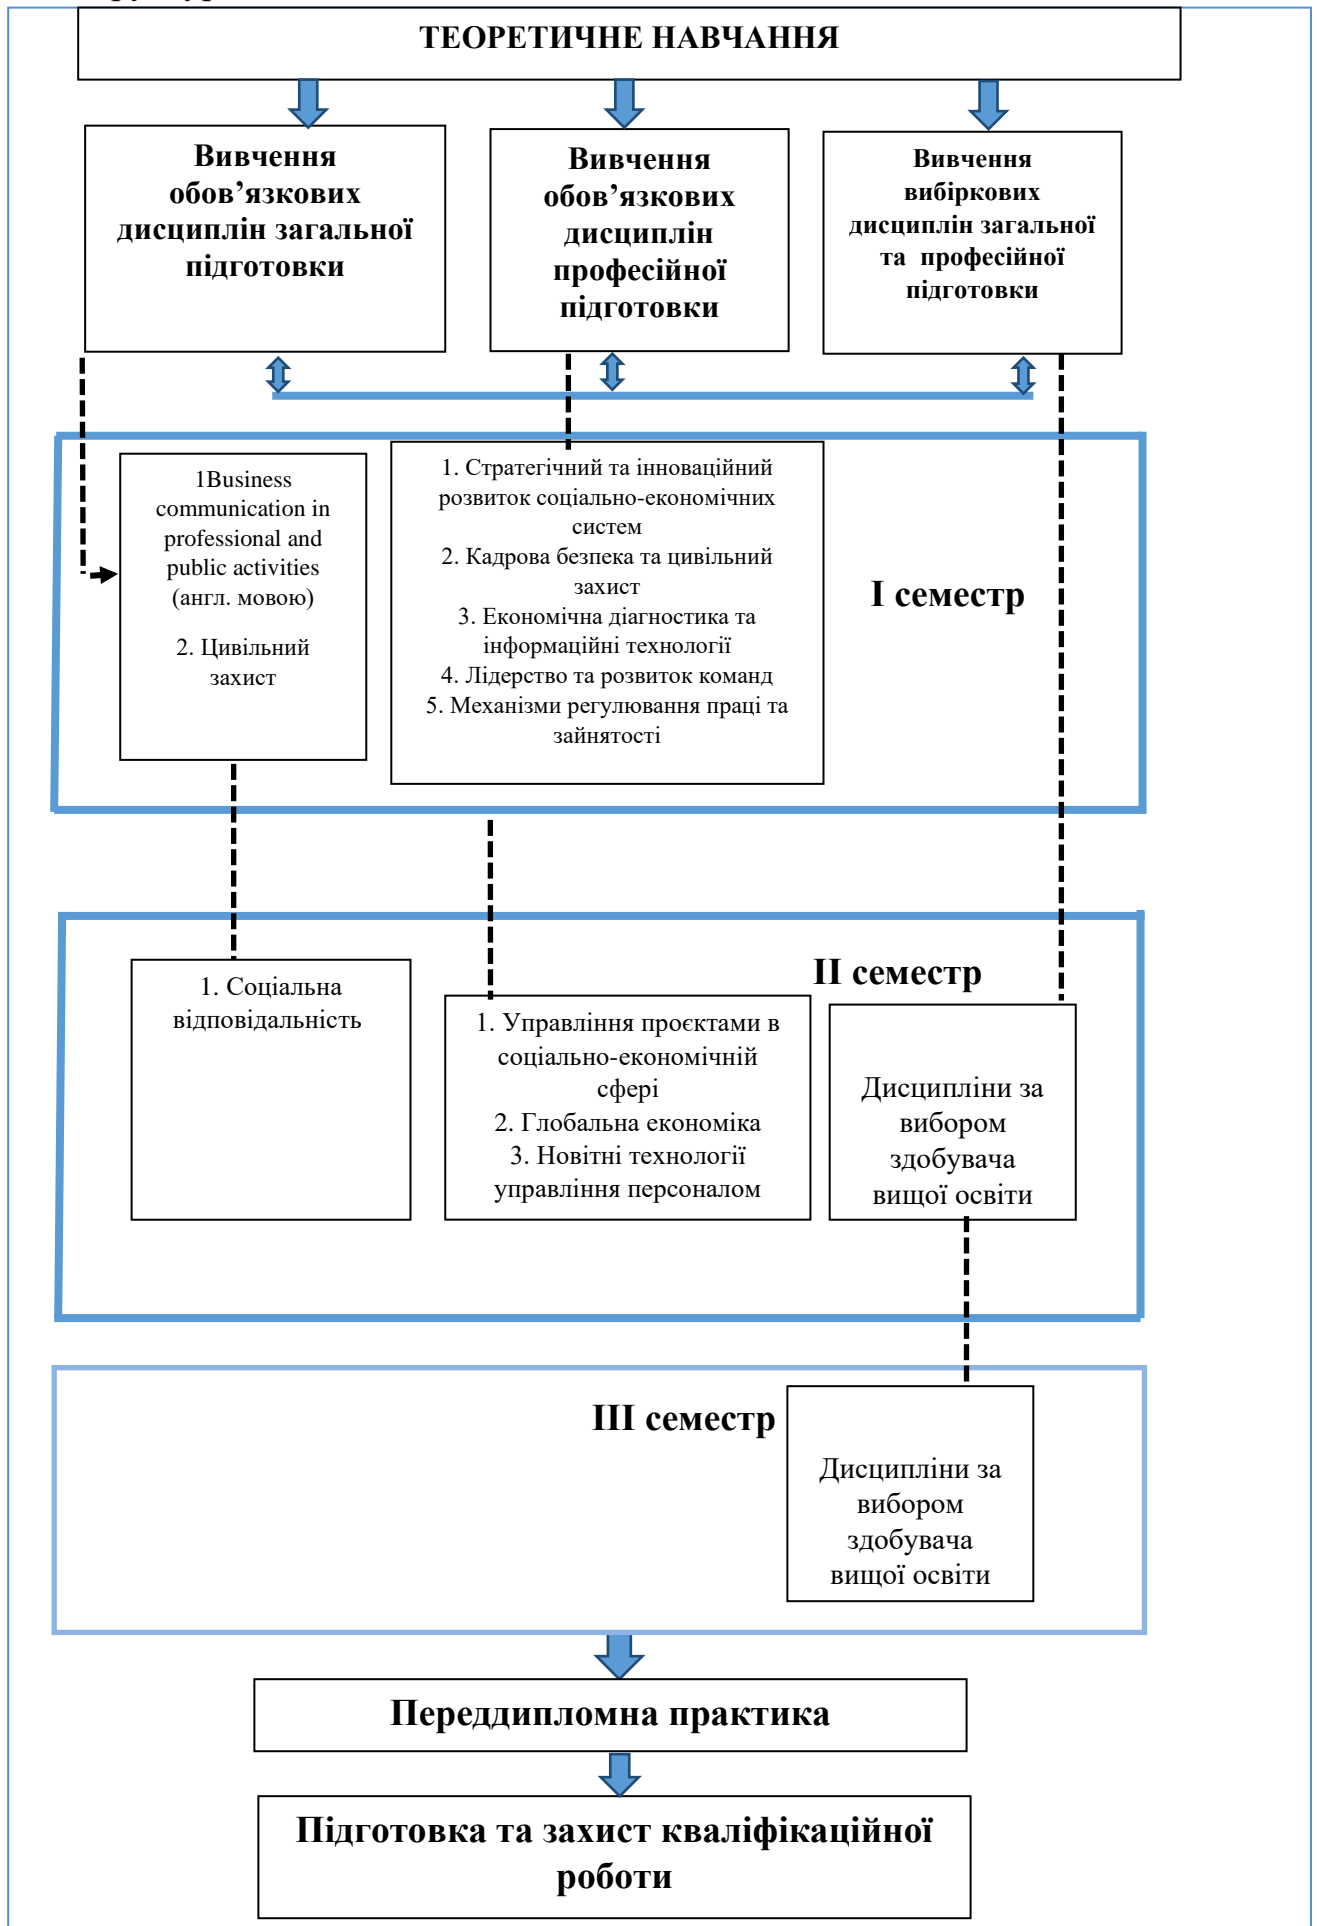 ТЕОРЕТИЧНЕ НАВЧАННЯ
Вивчення
обов’язкових
дисциплін загальної
підготовки
Вивчення
обов’язкових
дисциплін
професійної
підготовки
Вивчення
вибіркових
дисциплін загальної
та професійної
підготовки
1Business
communication in
professional and
public activities
(англ. мовою)
2. Цивільний
захист
1. Стратегічний та інноваційний
розвиток соціально-економічних
систем
2. Кадрова безпека та цивільний
захист
3. Економічна діагностика та
інформаційні технології
4. Лідерство та розвиток команд
5. Механізми регулювання праці та
зайнятості
І семестр
ІІ семестр
1. Соціальна
відповідальність
1. Управління проєктами в
соціально-економічній
сфері
2. Глобальна економіка
3. Новітні технології
управління персоналом
Дисципліни за
вибором
здобувача
вищої освіти
ІІІ семестр
Дисципліни за
вибором
здобувача
вищої освіти
Переддипломна практика
Підготовка та захист кваліфікаційної
роботи